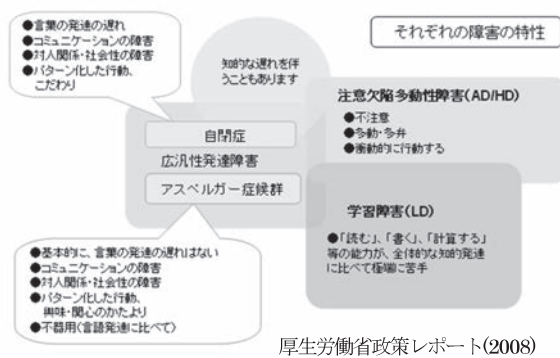 それぞれの障害の特性
●言葉の発達の遅れ
●コミュニケーションの障害
●対人関係・社会性の障害
●パターン化した行動、
こだわり
知的な遅れを伴
うこともあります
注意欠陥多動性障害(AD/HD)
●不注意
●多動・多弁
●衝動的に行動する
自閉症
広汎性発達障害
アスペルガー症候群
学習障害(LD)
●「読む」、「書く」、「計算する」
等の能力が、全体的な知的発達
に比べて極端に苦手
●基本的に、言葉の発達の遅れはない
●コミュニケーションの障害
●対人関係・社会性の障害
●パターン化した行動、
興味・関心のかたより
●不器用(言語発達に比べて)
厚生労働省政策レポート(2008)